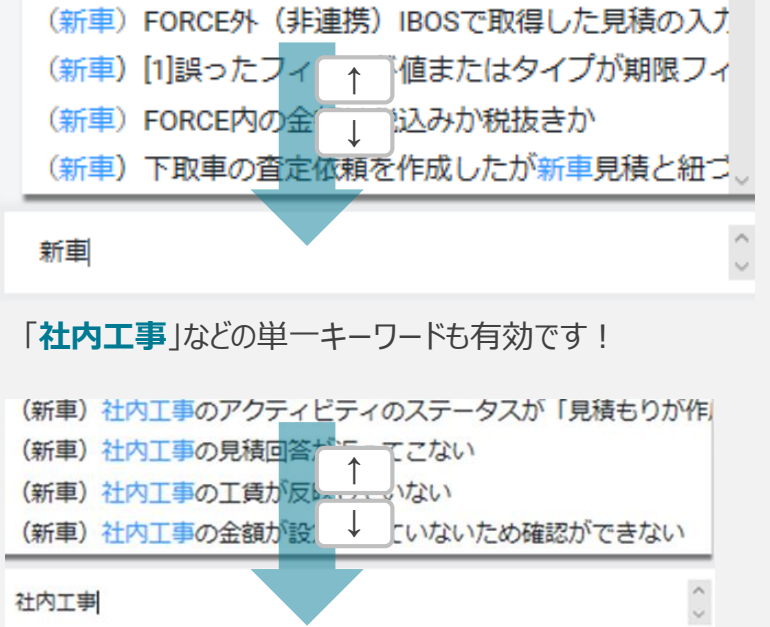 （新車）FORCE外（非連携）IBOSで取得した見積の入力
（新車）[1]誤ったフィ 値またはタイプが期限フィ
↑
（新車）FORCE内の金 税込みか税抜きか
↓
（新車）下取車の査定依頼を作成したが新車見積と紐づ
新車
「社内工事」などの単一キーワードも有効です！
（新車）社内工事のアクティビティのステータスが「見積もりが作
（新車）社内工事の見積回答が てこない
↑
（新車）社内工事の工賃が反 いない
（新車）社内工事の金額が設 ていないため確認ができない
↓
社内工事